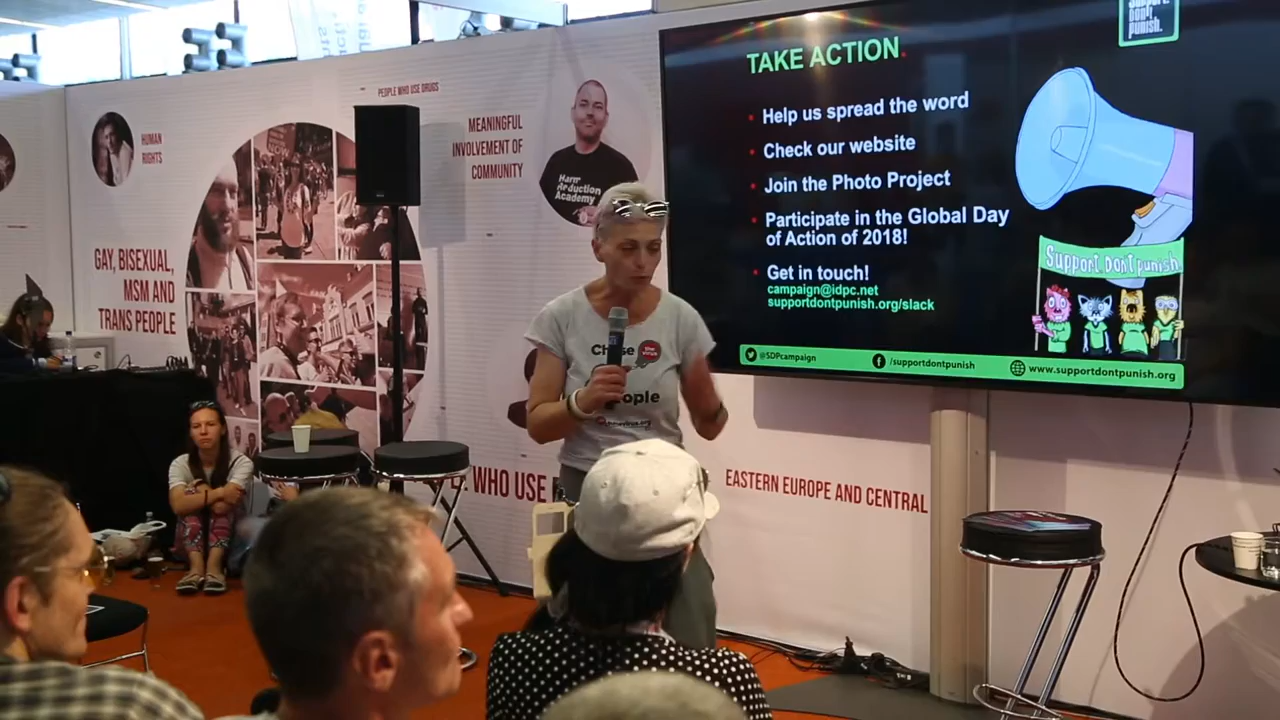 Support.
Don't
Punish.
TAKE ACTION
Help us spread the word
Check our website
Join the Photo Project
Participate in the Global Day
of Action of 2018!
Get in touch!
campaign@idpc.net
supportdontpunish.org/slack
Support. Don't punish.
@SDPcampaign
/supportdontpunish
www.supportdontpunish.org
PEOPLE WHO USE DRUGS
HUMAN
RIGHTS
MEANINGFUL
INVOLVEMENT OF
COMMUNITY
Harm
Reduction
Academy
GAY, BISEXUAL,
MSM AND
TRANS PEOPLE
the
virus
WHO USE
EASTERN EUROPE AND CENTRAL